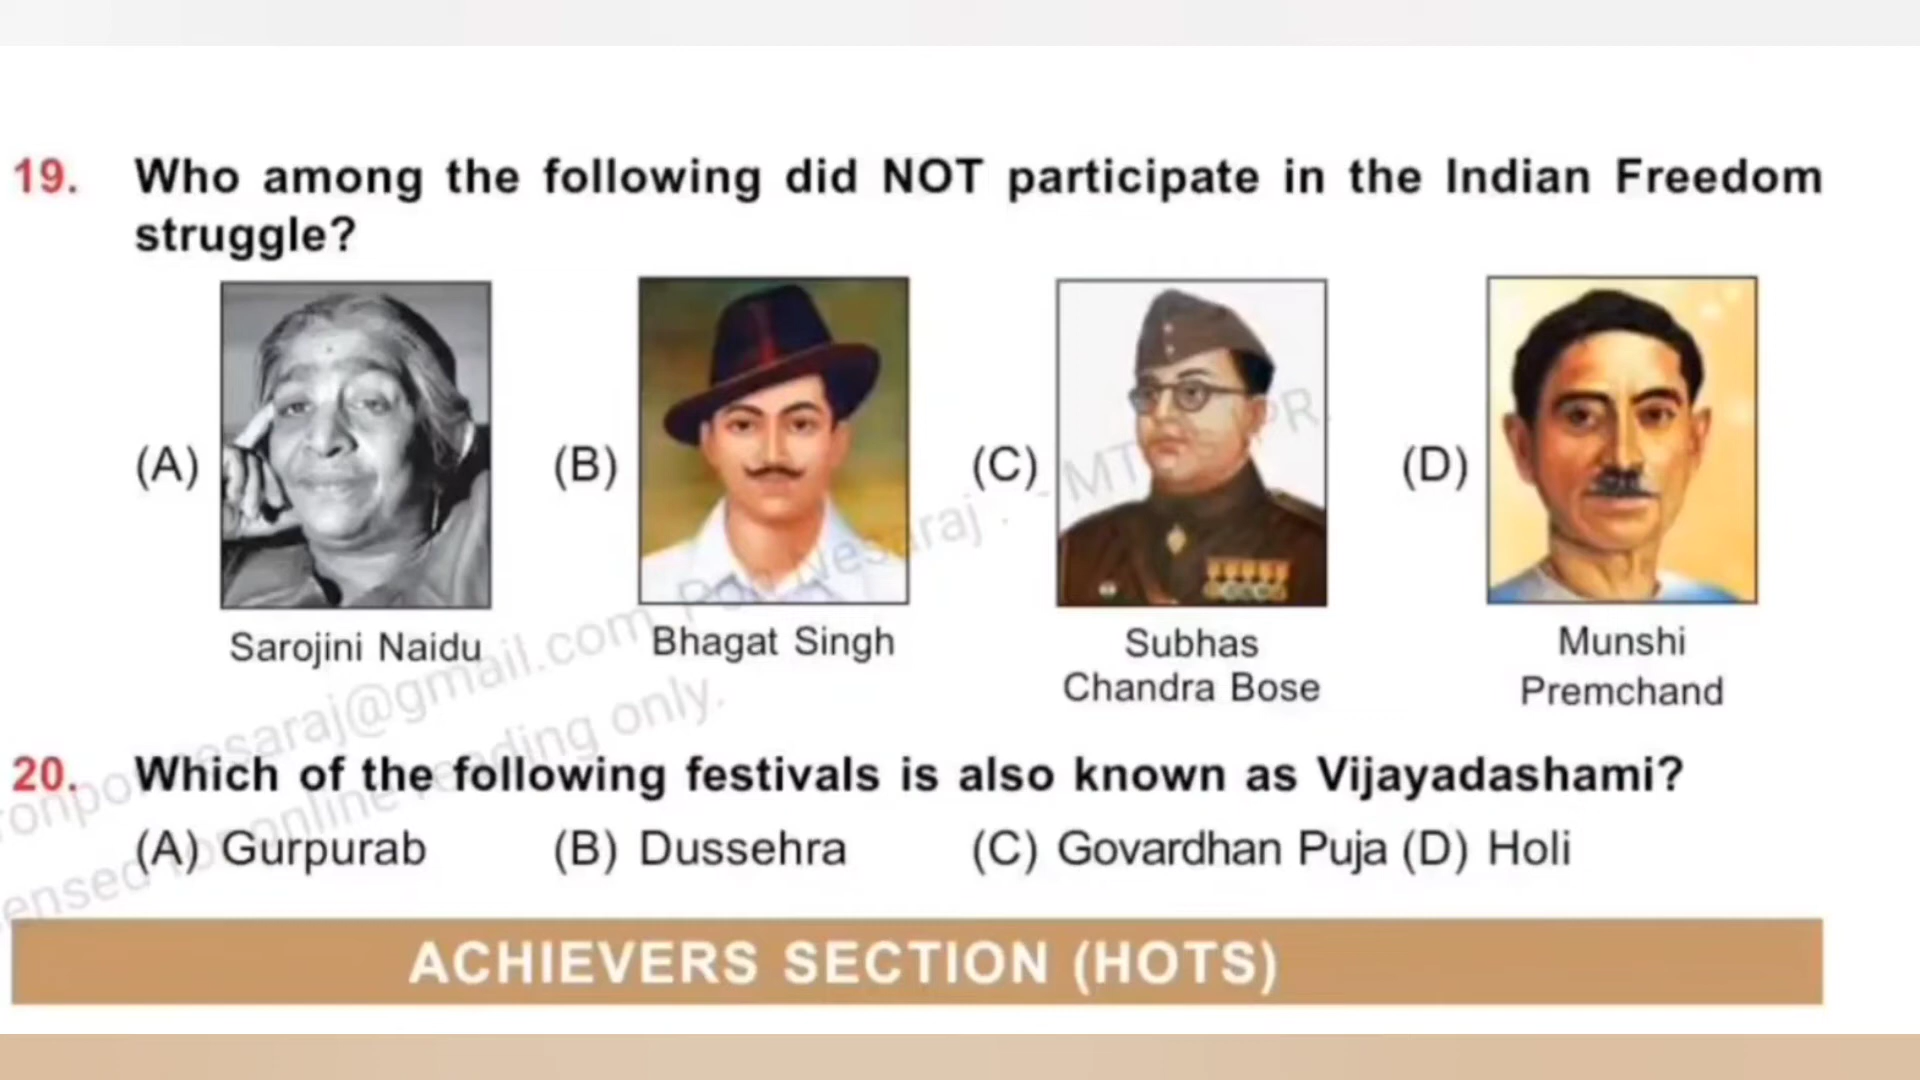 19. Who among the following did NOT participate in the Indian Freedom
struggle?
(A) (B) (C) (D)
Sarojini Naidu Bhagat Singh Subhas Munshi
Chandra Bose Premchand
20. Which of the following festivals is also known as Vijayadashami?
(A) Gurpurab (B) Dussehra (C) Govardhan Puja (D) Holi
ACHIEVERS SECTION (HOTS)